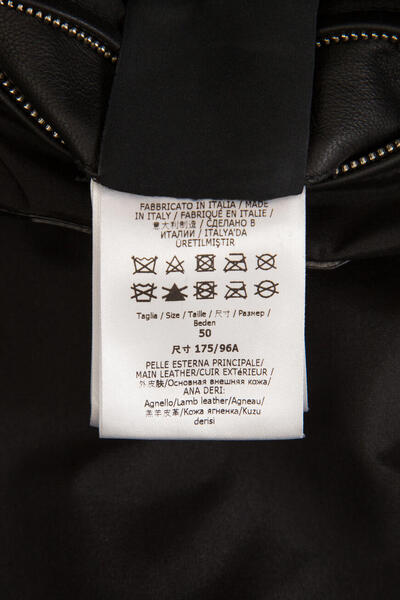 FABBRICATO IN ITALIA / MADE
IN ITALY / FABRIQUÉ EN ITALIE /
意大利制造 / СДЕЛАНО В
ИТАЛИИ / ITALYA'DA
ÜRETILMIŞTIR
Taglia / Size / Taille / 尺寸 / Размер /
Beden
50
尺寸 175/96A
PELLE ESTERNA PRINCIPALE/
MAIN LEATHER/CUIR EXTéRIEUR/
外皮料/Основная внешняя кожа/
ANA DERI:
Agnello/Lamb leather/Agneau/
羔羊皮革/Кожа ягненка/Kuzu
derisi